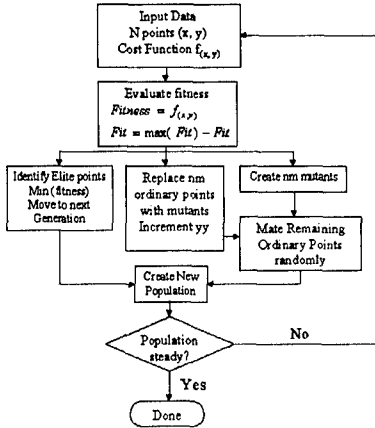 Input Data
N points (x, y)
Cost Function f(x,y)
Evaluate fitness
Fitness = f(x,y)
Fit = max( Fit) – Fit
Identify Elite points
Min (fitness)
Move to next
Generation
Replace nm
ordinary points
with mutants
Increment yy
Create nm mutants
Mate Remaining
Ordinary Points
randomly
Create New
Population
Population
steady?
No
Yes
Done